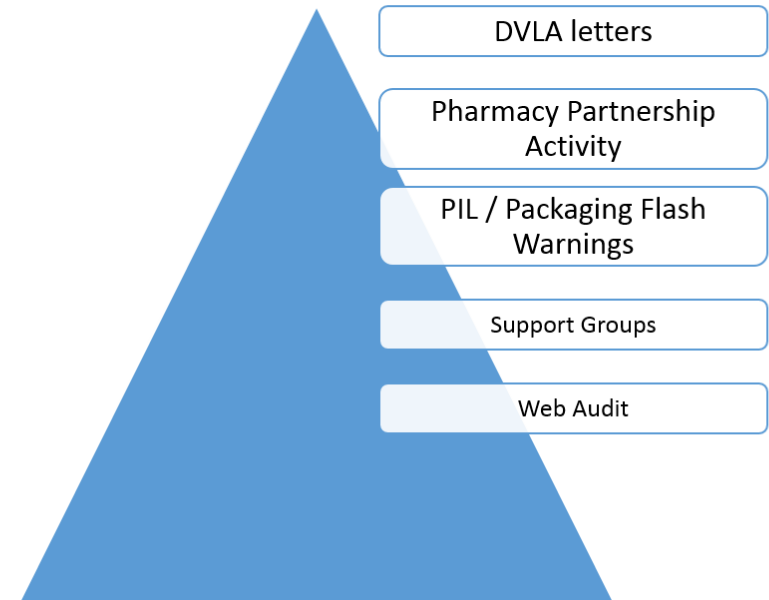 DVLA letters
Pharmacy Partnership
Activity
PIL / Packaging Flash
Warnings
Support Groups
Web Audit